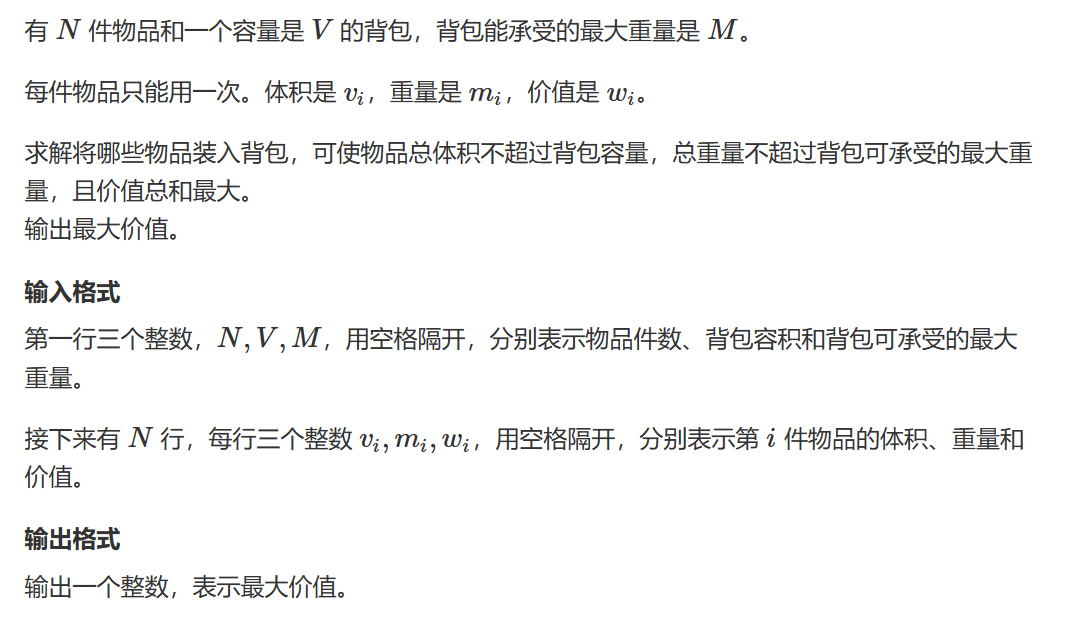 有 N 件物品和一个容量是 V 的背包，背包能承受的最大重量是 M。
每件物品只能用一次。体积是 vi，重量是 mi，价值是 wi。
求解将哪些物品装入背包，可使物品总体积不超过背包容量，总重量不超过背包可承受的最大重
量，且价值总和最大。
输出最大价值。
输入格式
第一行三个整数，N, V, M，用空格隔开，分别表示物品件数、背包容积和背包可承受的最大
重量。
接下来有 N 行，每行三个整数 vi, mi, wi，用空格隔开，分别表示第 i 件物品的体积、重量和
价值。
输出格式
输出一个整数，表示最大价值。